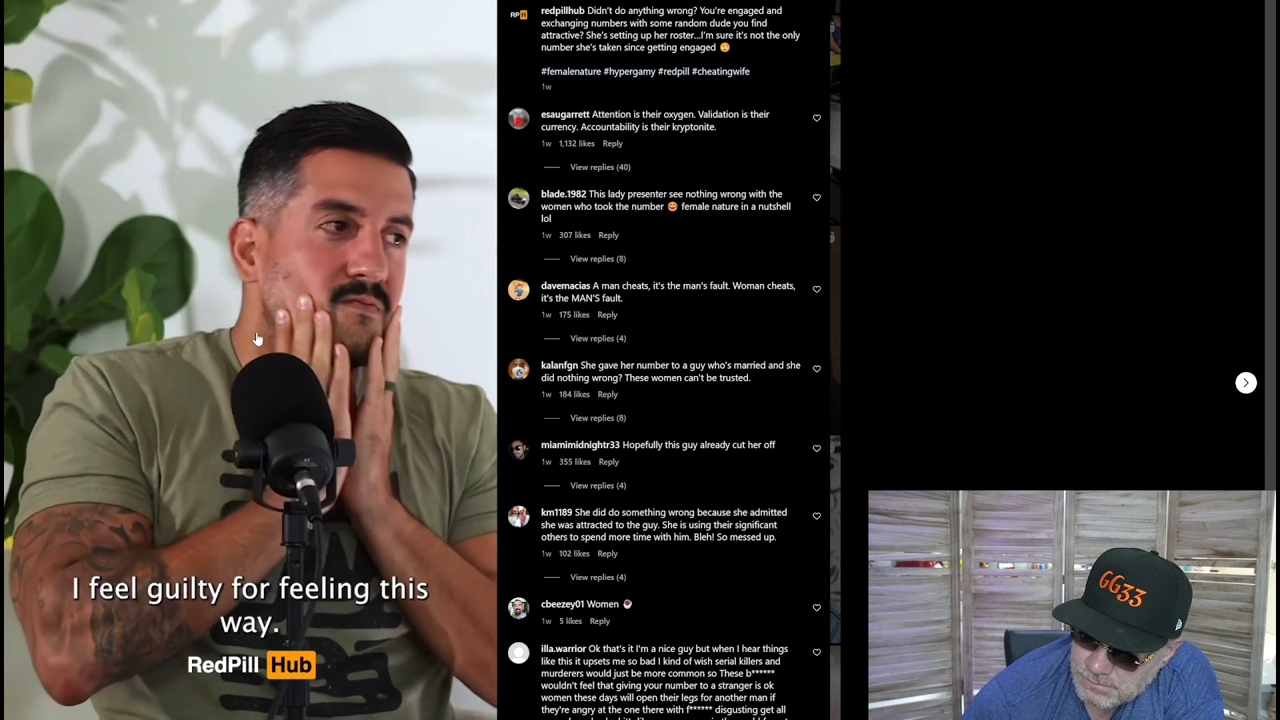 I feel guilty for feeling this
way.
RedPill Hub
RPH
redpillhub Didn't do anything wrong? You're engaged and
exchanging numbers with some random dude you find
attractive? She's setting up her roster...I'm sure it's not the only
number she's taken since getting engaged 😩
#femalenature #hypergamy #redpill #cheatingwife
1w
esaugarrett Attention is their oxygen. Validation is their
currency. Accountability is their kryptonite.
1w 1,132 likes Reply
View replies (40)
blade.1982 This lady presenter see nothing wrong with the
women who took the number 😂 female nature in a nutshell
lol
1w 307 likes Reply
View replies (8)
davemacias A man cheats, it's the man's fault. Woman cheats,
it's the MAN'S fault.
1w 175 likes Reply
View replies (4)
kalanfgn She gave her number to a guy who's married and she
did nothing wrong? These women can't be trusted.
1w 184 likes Reply
View replies (8)
miamimidnightr33 Hopefully this guy already cut her off
1w 355 likes Reply
View replies (4)
km1189 She did do something wrong because she admitted
she was attracted to the guy. She is using their significant
others to spend more time with him. Bleh! So messed up.
1w 102 likes Reply
View replies (4)
cbeezey01 Women ☕
1w 5 likes Reply
illa.warrior Ok that's it I'm a nice guy but when I hear things
like this it upsets me so bad I kind of wish serial killers and
murderers would just be more common so These b******
wouldn't feel that giving your number to a stranger is ok
women these days will open their legs for another man if
they're angry at the one there with f****** disgusting get all
GG33